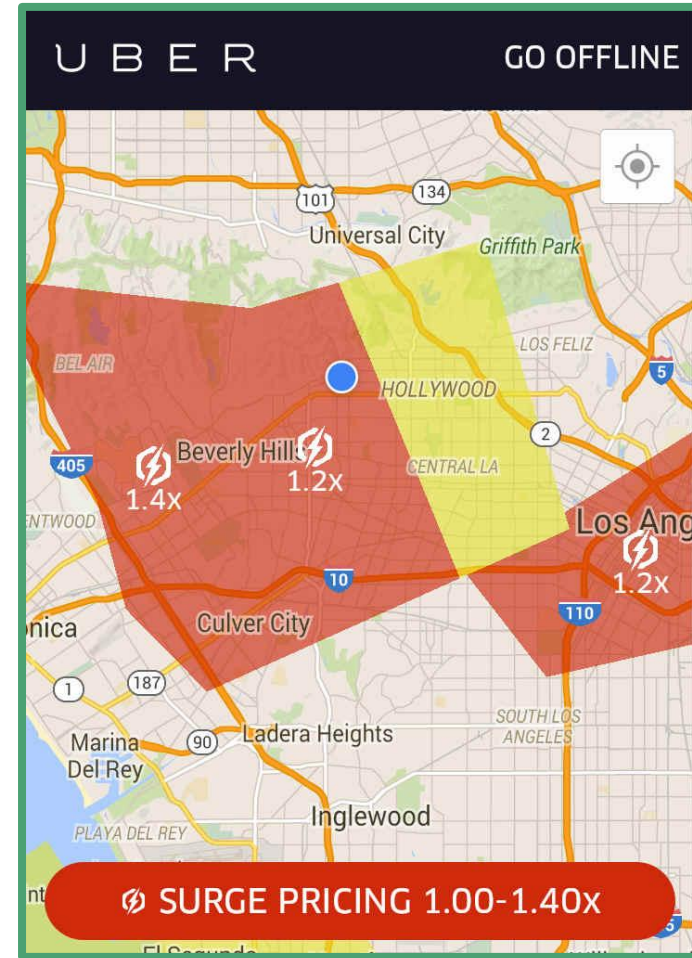 UBER
GO OFFLINE
101
134
Universal City
Griffith Park
BEL AIR
LOS FELIZ
5
HOLLYWOOD
2
405
Beverly Hills
CENTRAL LA
1.4x
1.2x
Los Ang
10
1.2x
110
nica
Culver City
1
187
90
Ladera Heights
SOUTH LOS
ANGELES
Marina
Del Rey
Inglewood
PLAYA DEL REY
SURGE PRICING 1.00-1.40x
5